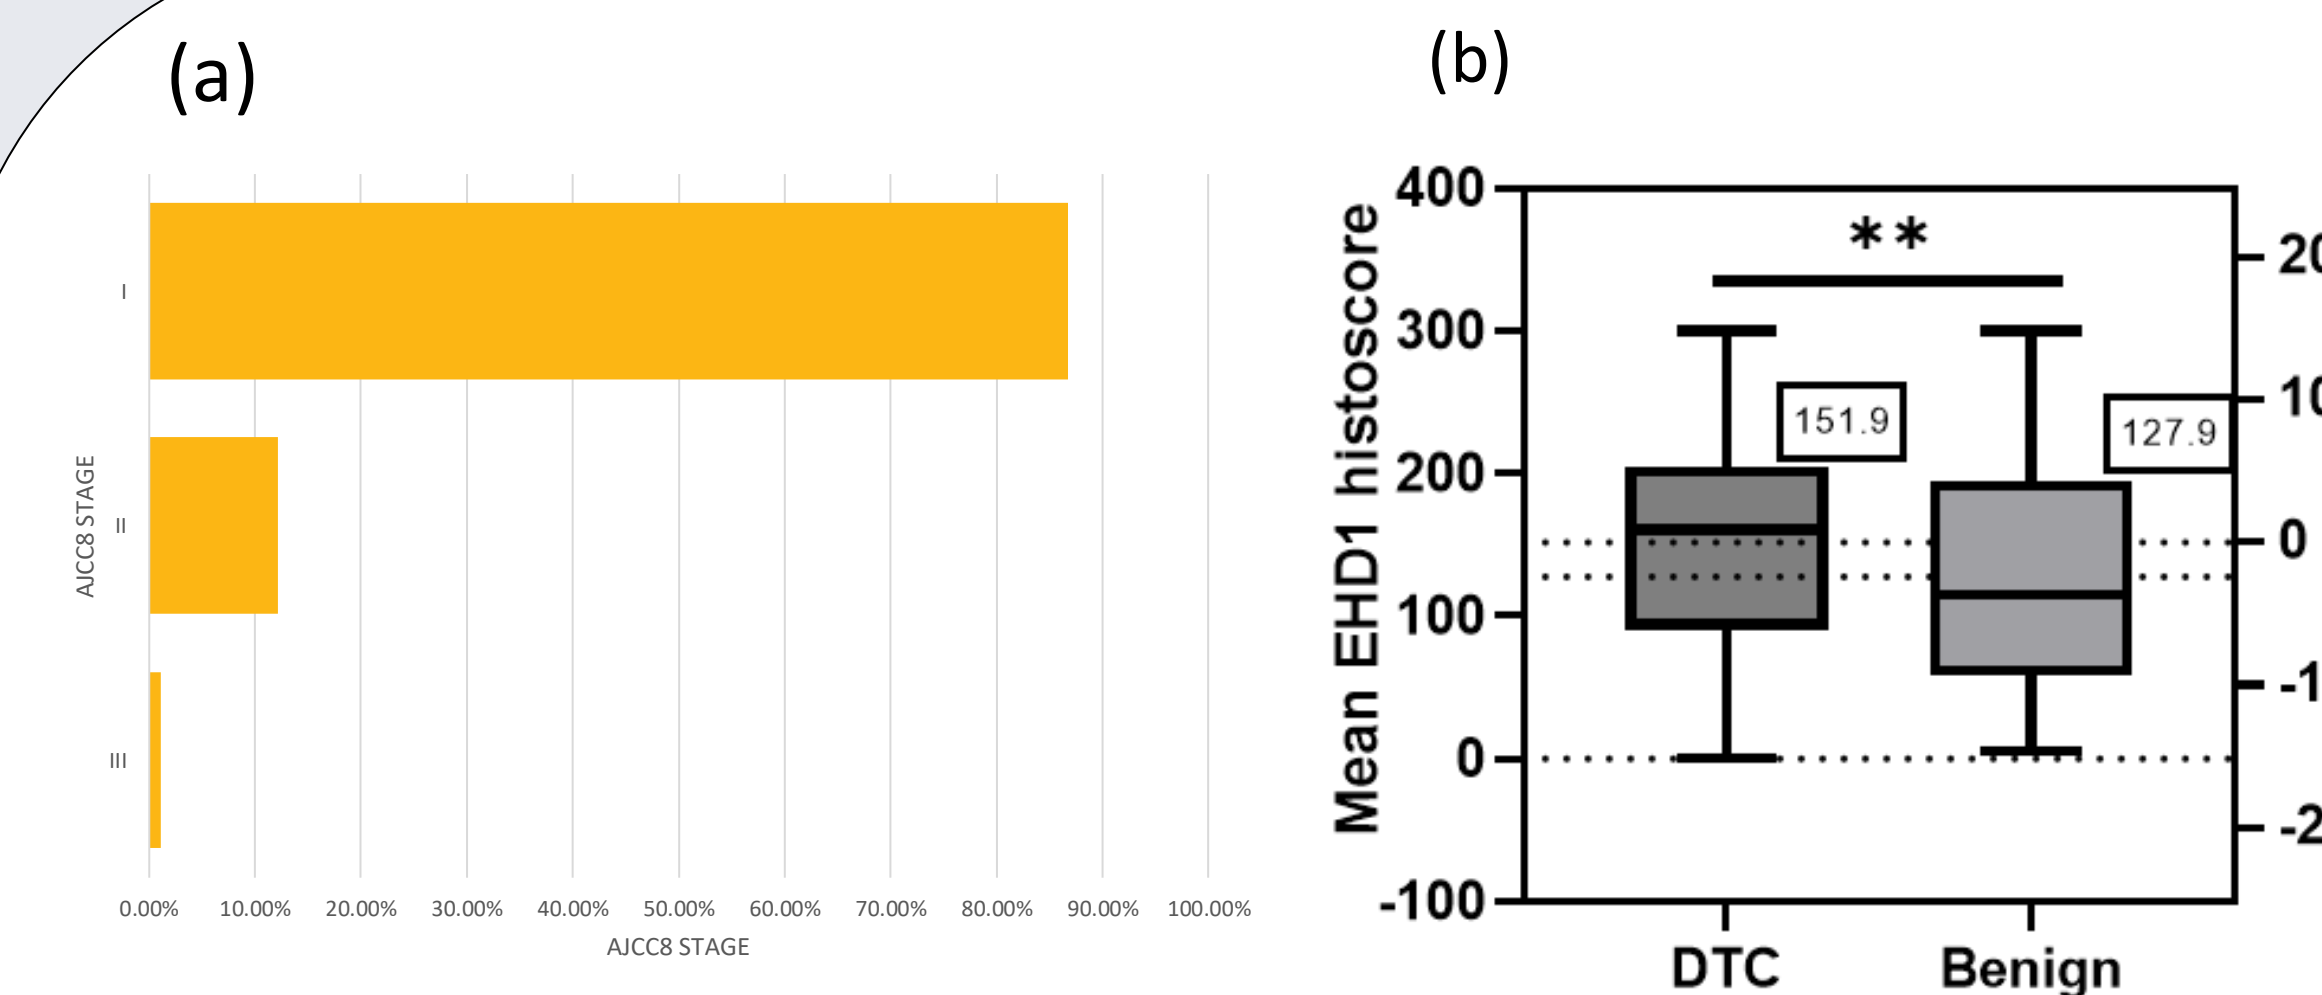 (a)
I
II
III
AJCC8 STAGE
0.00% 10.00% 20.00% 30.00% 40.00% 50.00% 60.00% 70.00% 80.00% 90.00% 100.00%
AJCC8 STAGE
(b)
Mean EHD1 histoscore
400
300
200
100
0
-100
**
151.9
127.9
0
DTC Benign